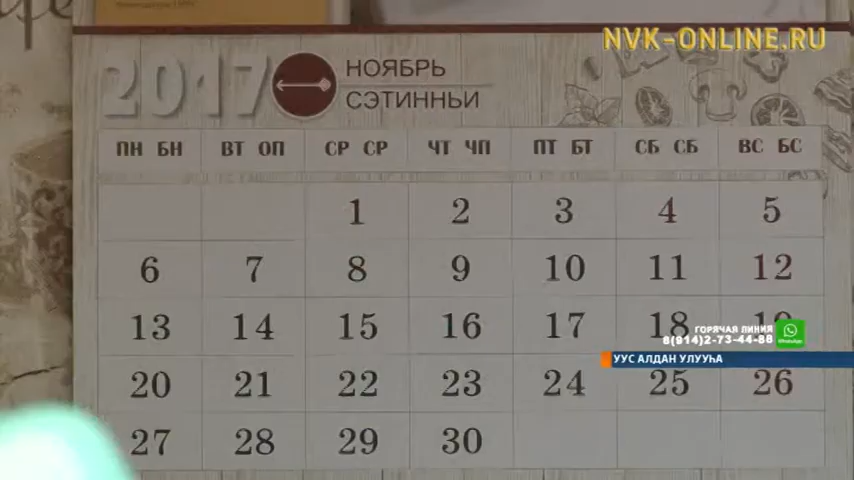 NVK-ONLINE.RU
2017 НОЯБРЬ
СЭТИННЬИ
ПН БН ВТ ОП СР СР ЧТ ЧП ПТ БТ СБ СБ ВС БС
1 2 3 4 5
6 7 8 9 10 11 12
13 14 15 16 17 18 19
ГОРЯЧАЯ ЛИНИЯ
8(914)2-73-44-88
WhatsApp
УУС АЛДАН УЛУУҺА
20 21 22 23 24 25 26
27 28 29 30